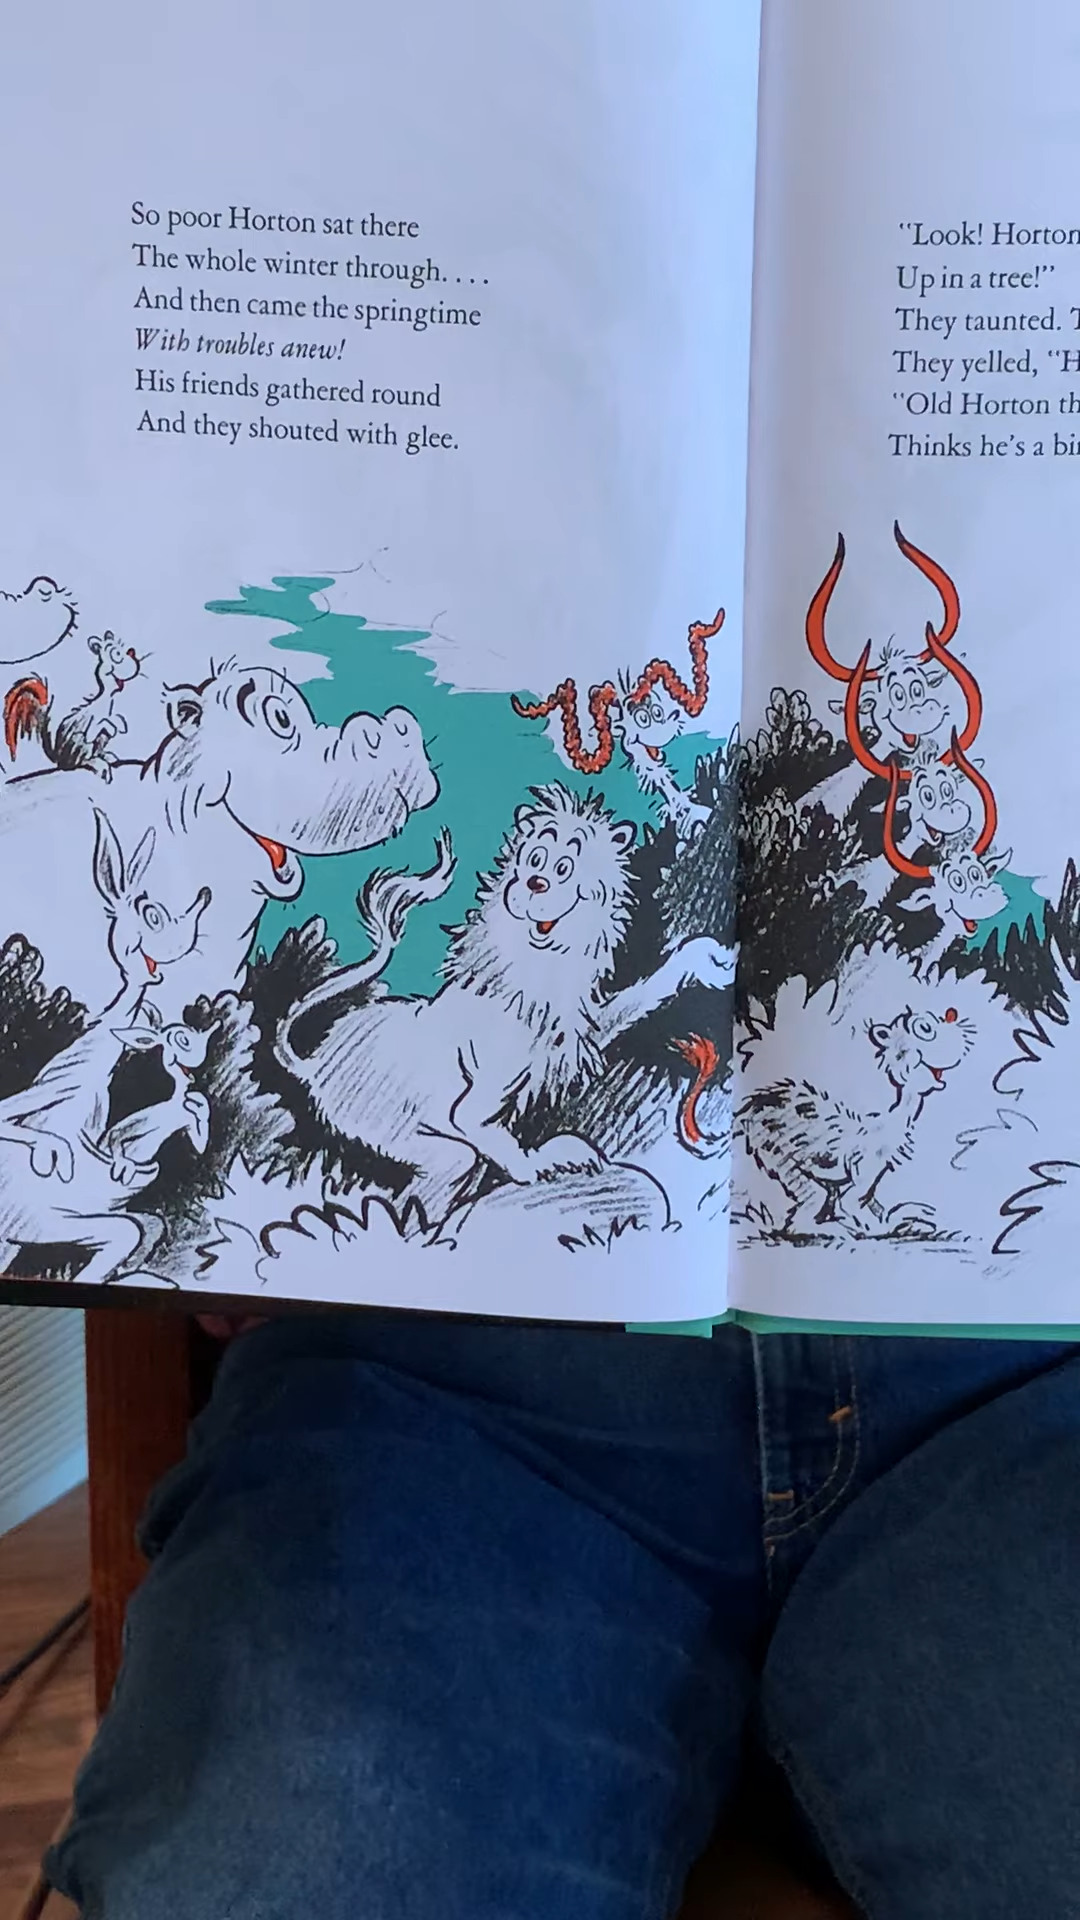 So poor Horton sat there
The whole winter through. . . .
And then came the springtime
With troubles anew!
His friends gathered round
And they shouted with glee.
"Look! Horton
Up in a tree!"
They taunted.
They yelled,
"Old Horton
Thinks he's a